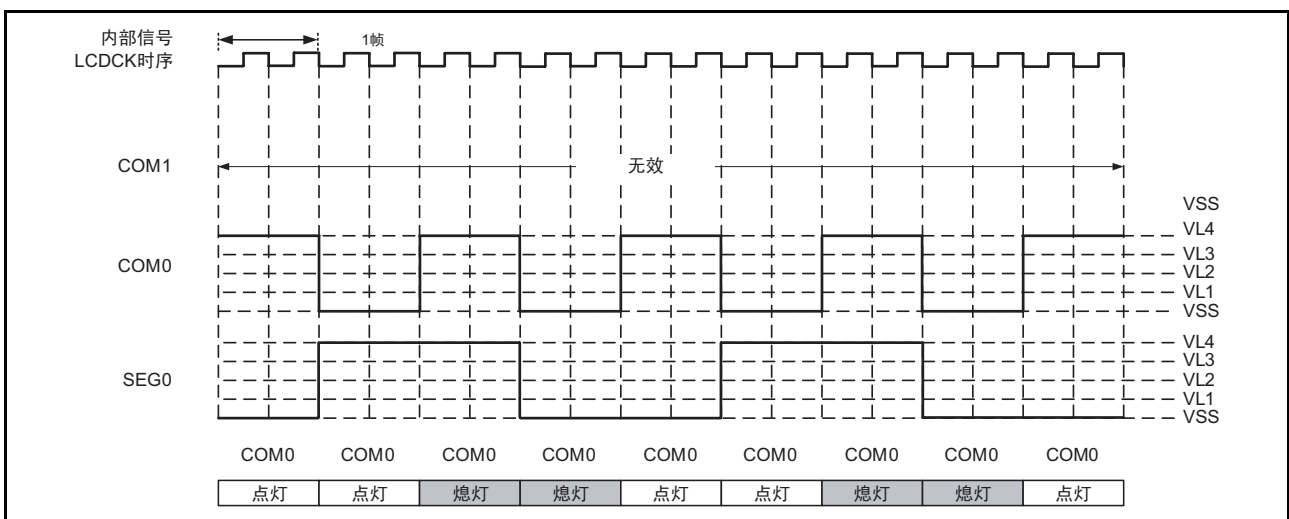 内部信号
LCDCK时序
1帧
COM1
无效
VSS
COM0
VL4
VL3
VL2
VL1
VSS
SEG0
VL4
VL3
VL2
VL1
VSS
COM0 COM0 COM0 COM0 COM0 COM0 COM0 COM0 COM0
点灯 点灯 熄灯 熄灯 点灯 点灯 熄灯 熄灯 点灯